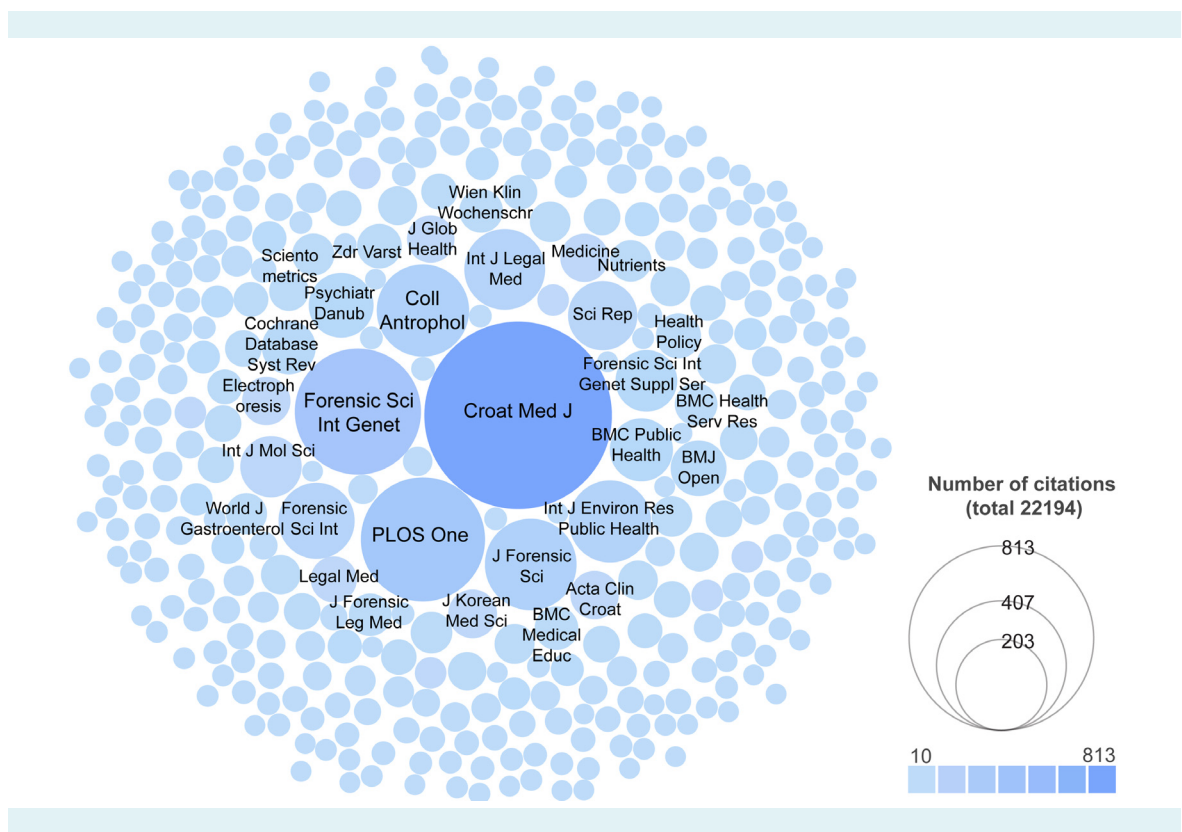 Wien Klin
Wochenschr
J Glob
Health
Zdr Varst
Sciento
metrics
Int J Legal
Med
Medicine
Nutrients
Psychiatr
Danub
Coll
Antrophol
Sci Rep
Health
Policy
Cochrane
Database
Syst Rev
Forensic Sci Int
Genet Suppl Ser
Electroph
oresis
Forensic Sci
Int Genet
Croat Med J
BMC Health
Serv Res
BMC Public
Health
Int J Mol Sci
BMJ
Open
World J
Gastroenterol
Forensic
Sci Int
PLOS One
Int J Environ Res
Public Health
J Forensic
Sci
Legal Med
J Forensic
Leg Med
J Korean
Med Sci
Acta Clin
Croat
BMC
Medical
Educ
Number of citations
(total 22194)
813
407
203
10
813